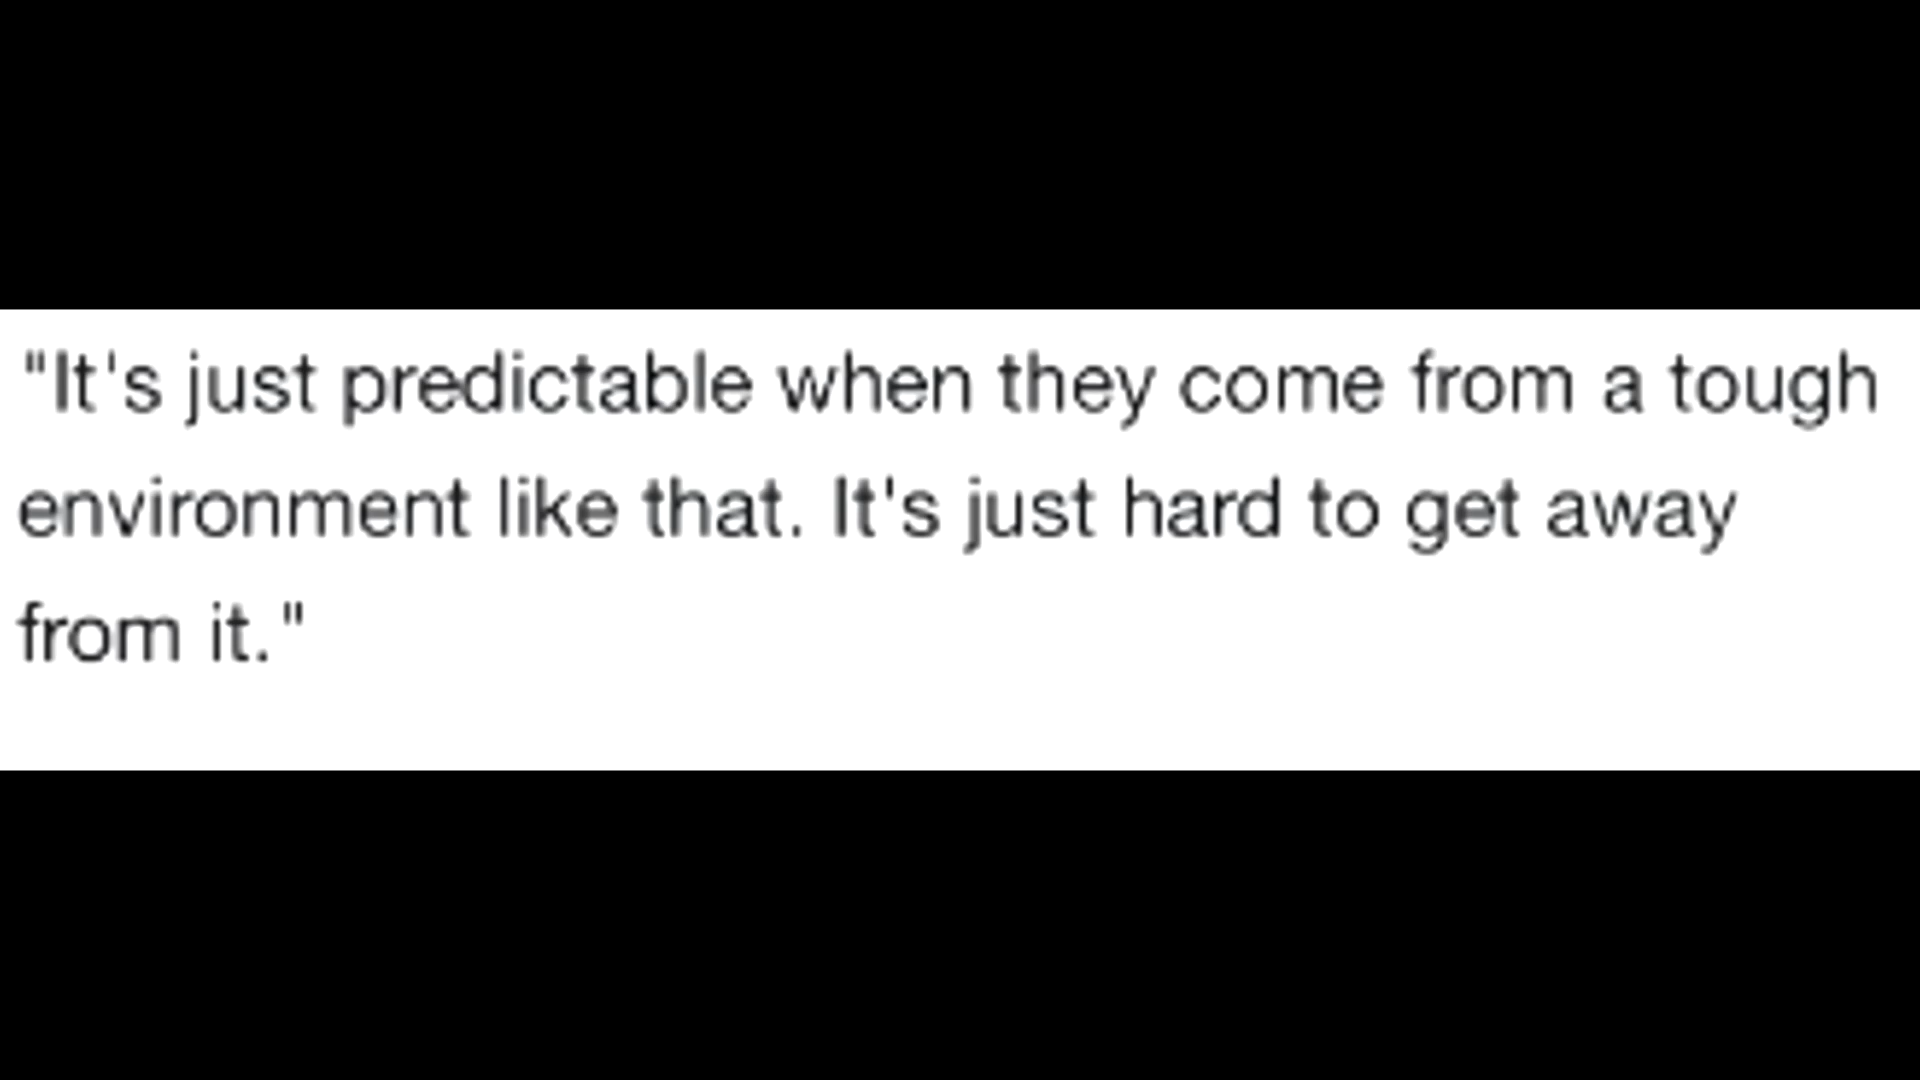 "It's just predictable when they come from a tough
environment like that. It's just hard to get away
from it."